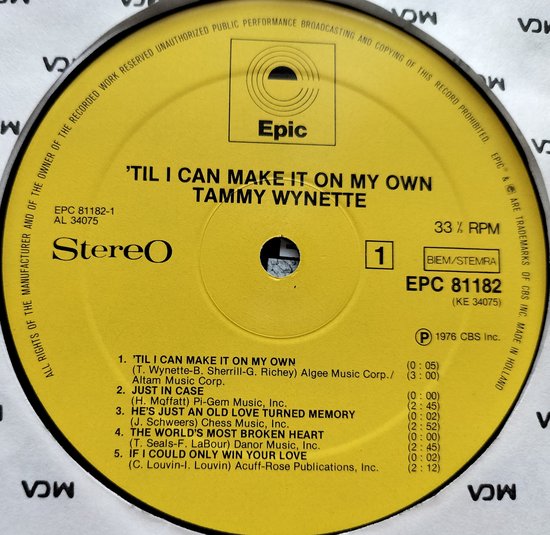 MCA
MCA
MCA
MCA
ALL RIGHTS OF THE MANUFACTURER AND OF THE OWNER OF THE RECORDED WORK RESERVED UNAUTHORIZED PUBLIC PERFORMANCE BROADCASTING AND COPYING OF THIS RECORD PROHIBITED. EPIC® & ARE TRADEMARKS OF CBS INC. MADE IN HOLLAND
Epic
'TIL I CAN MAKE IT ON MY OWN
TAMMY WYNETTE
EPC 81182-1
AL 34075
33⅓ RPM
Stereo
1
BIEM/STEMRA
EPC 81182
(KE 34075)
Ⓟ 1976 CBS Inc.
1. 'TIL I CAN MAKE IT ON MY OWN (0 : 05)
(T. Wynette-B. Sherrill-G. Richey) Algee Music Corp./ (3 : 00)
Altam Music Corp.
2. JUST IN CASE (0 : 00)
(H. Moffatt) Pi-Gem Music, Inc. (2 : 45)
3. HE'S JUST AN OLD LOVE TURNED MEMORY (0 : 02)
(J. Schweers) Chess Music, Inc. (2 : 52)
4. THE WORLD'S MOST BROKEN HEART (0 : 00)
(T. Seals-F. LaBour) Danor Music, Inc. (2 : 45)
5. IF I COULD ONLY WIN YOUR LOVE (0 : 02)
(C. Louvin-I. Louvin) Acuff-Rose Publications, Inc. (2 : 12)
MCA
MCA